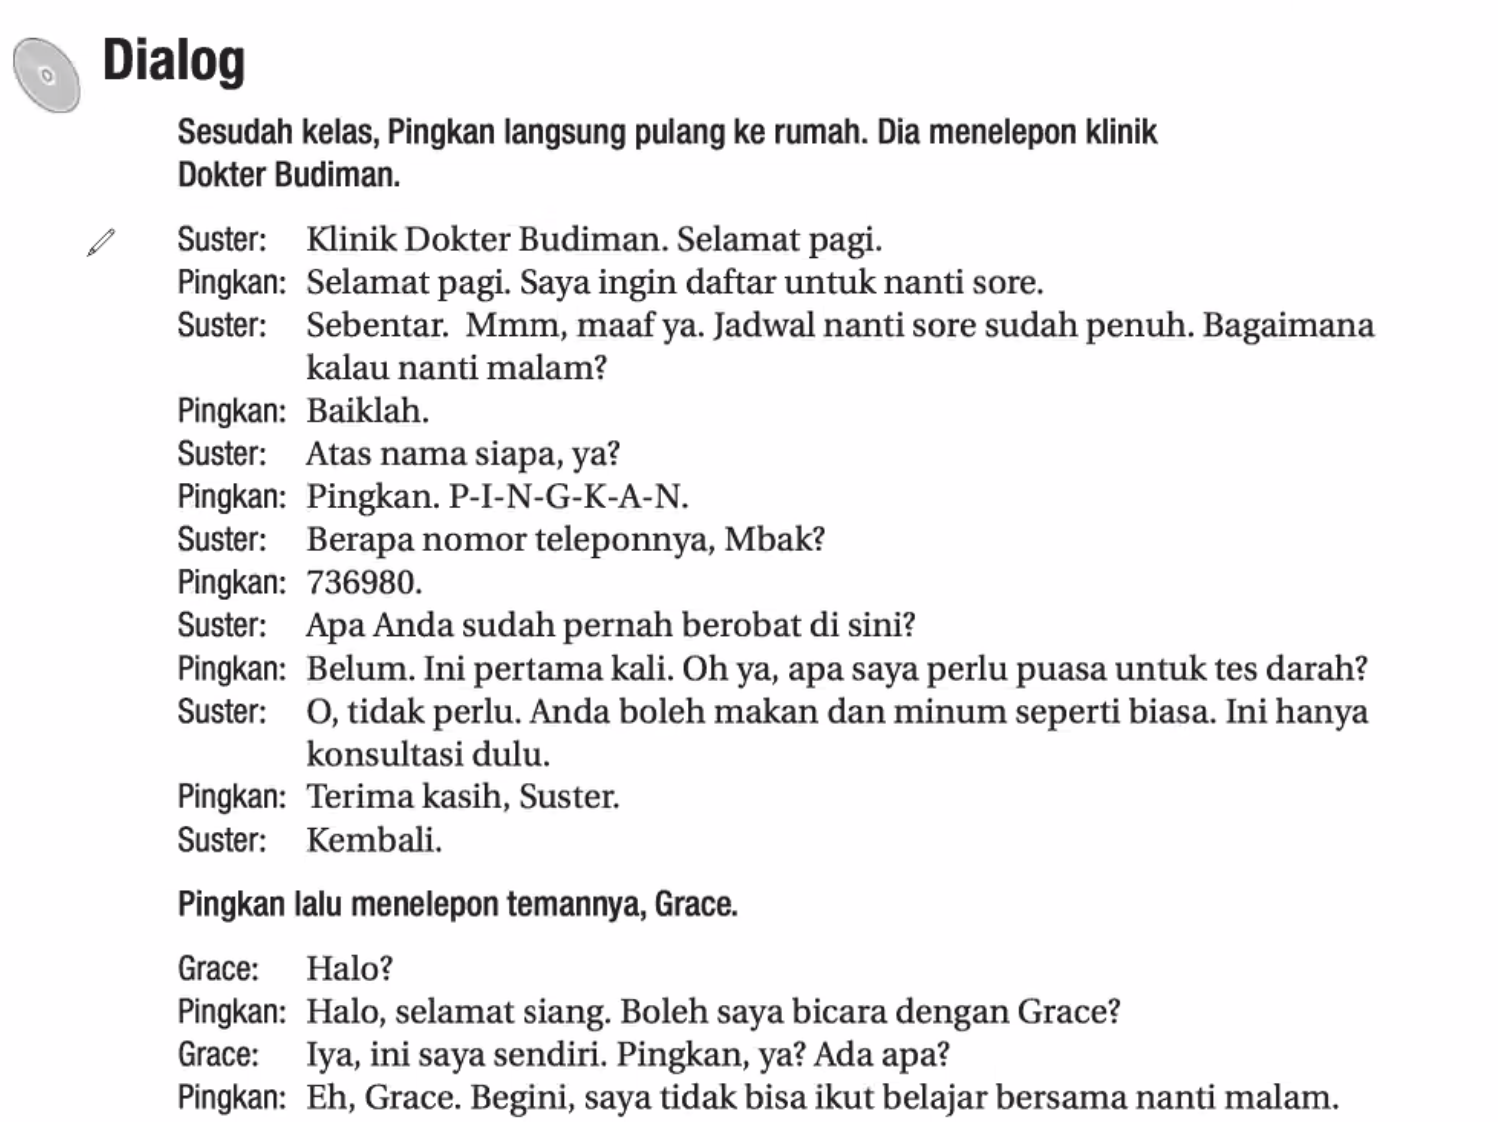 Dialog
Sesudah kelas, Pingkan langsung pulang ke rumah. Dia menelepon klinik
Dokter Budiman.
Suster: Klinik Dokter Budiman. Selamat pagi.
Pingkan: Selamat pagi. Saya ingin daftar untuk nanti sore.
Suster: Sebentar. Mmm, maaf ya. Jadwal nanti sore sudah penuh. Bagaimana
kalau nanti malam?
Pingkan: Baiklah.
Suster: Atas nama siapa, ya?
Pingkan: Pingkan. P-I-N-G-K-A-N.
Suster: Berapa nomor teleponnya, Mbak?
Pingkan: 736980.
Suster: Apa Anda sudah pernah berobat di sini?
Pingkan: Belum. Ini pertama kali. Oh ya, apa saya perlu puasa untuk tes darah?
Suster: O, tidak perlu. Anda boleh makan dan minum seperti biasa. Ini hanya
konsultasi dulu.
Pingkan: Terima kasih, Suster.
Suster: Kembali.
Pingkan lalu menelepon temannya, Grace.
Grace: Halo?
Pingkan: Halo, selamat siang. Boleh saya bicara dengan Grace?
Grace: Iya, ini saya sendiri. Pingkan, ya? Ada apa?
Pingkan: Eh, Grace. Begini, saya tidak bisa ikut belajar bersama nanti malam.